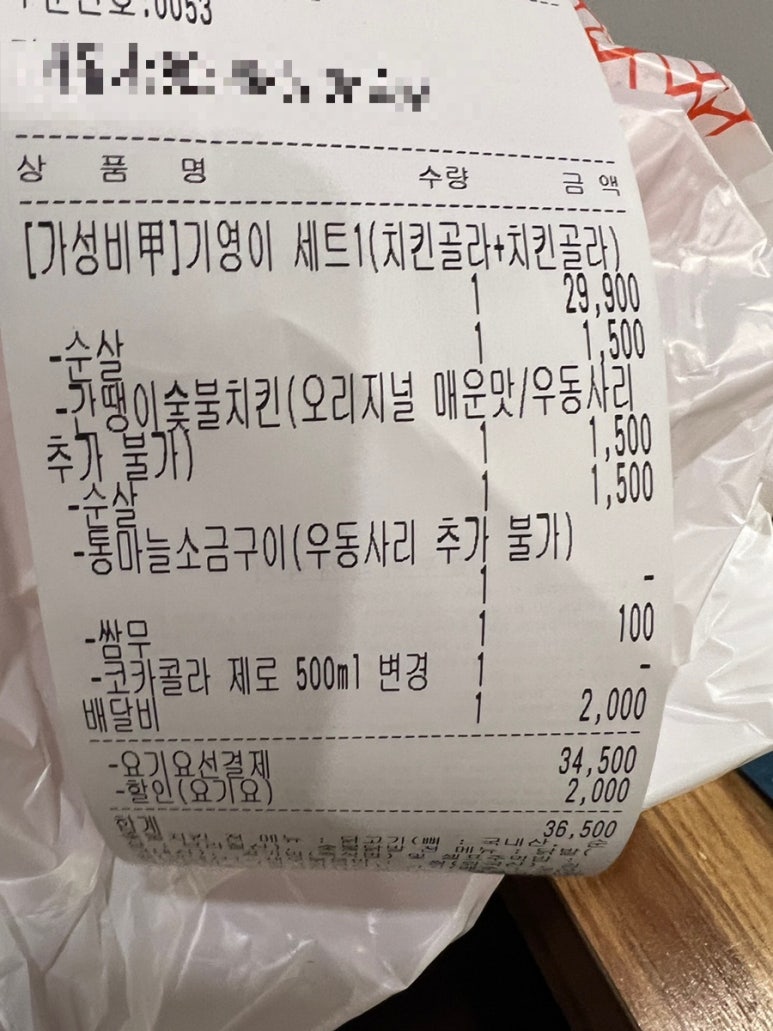 .0053
상 품 명 수량 금 액
[가성비甲]기영이 세트1(치킨골라+치킨골라)
1 29,900
-순살 1 1,500
-간땡이숯불치킨(오리지널 매운맛/우동사리
추가 불가) 1 1,500
-순살 1 1,500
-통마늘소금구이(우동사리 추가 불가)
1 -
-쌈무 1 100
-코카콜라 제로 500ml 변경 1 -
배달비 1 2,000
-요기요선결제 34,500
-할인(요기요) 2,000
합계 36,500